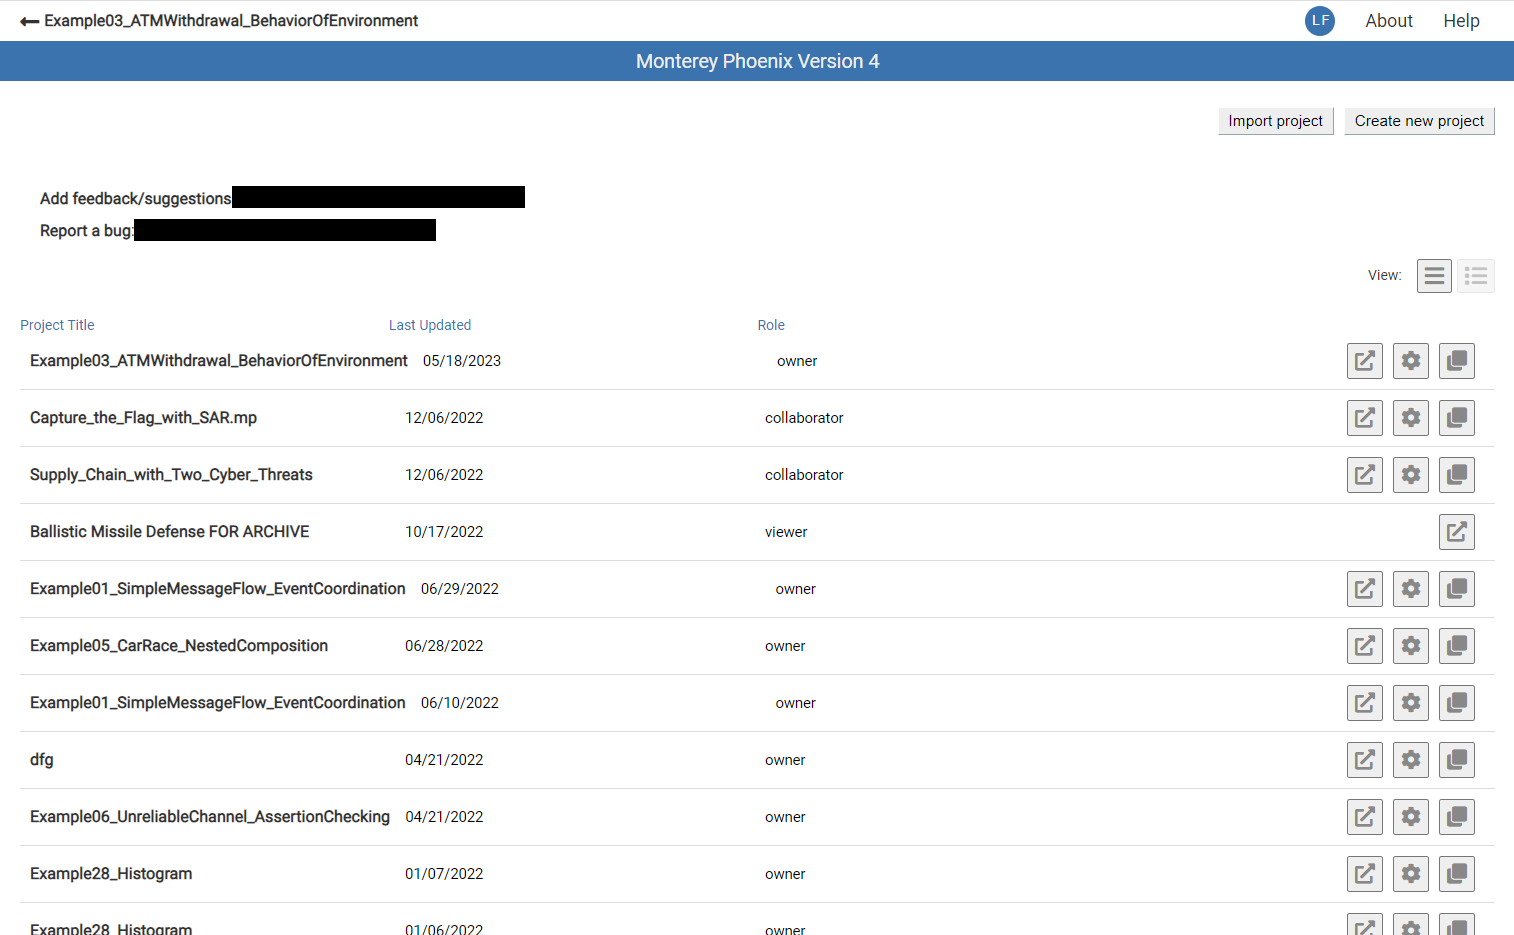 Example03_ATMWithdrawal_BehaviorOfEnvironment LF About Help
Monterey Phoenix Version 4
Import project Create new project
Add feedback/suggestions
Report a bug:
View:
Project Title Last Updated Role
Example03_ATMWithdrawal_BehaviorOfEnvironment 05/18/2023 owner
Capture_the_Flag_with_SAR.mp 12/06/2022 collaborator
Supply_Chain_with_Two_Cyber_Threats 12/06/2022 collaborator
Ballistic Missile Defense FOR ARCHIVE 10/17/2022 viewer
Example01_SimpleMessageFlow_EventCoordination 06/29/2022 owner
Example05_CarRace_NestedComposition 06/28/2022 owner
Example01_SimpleMessageFlow_EventCoordination 06/10/2022 owner
dfg 04/21/2022 owner
Example06_UnreliableChannel_AssertionChecking 04/21/2022 owner
Example28_Histogram 01/07/2022 owner
Example28_Histogram 01/06/2022 owner